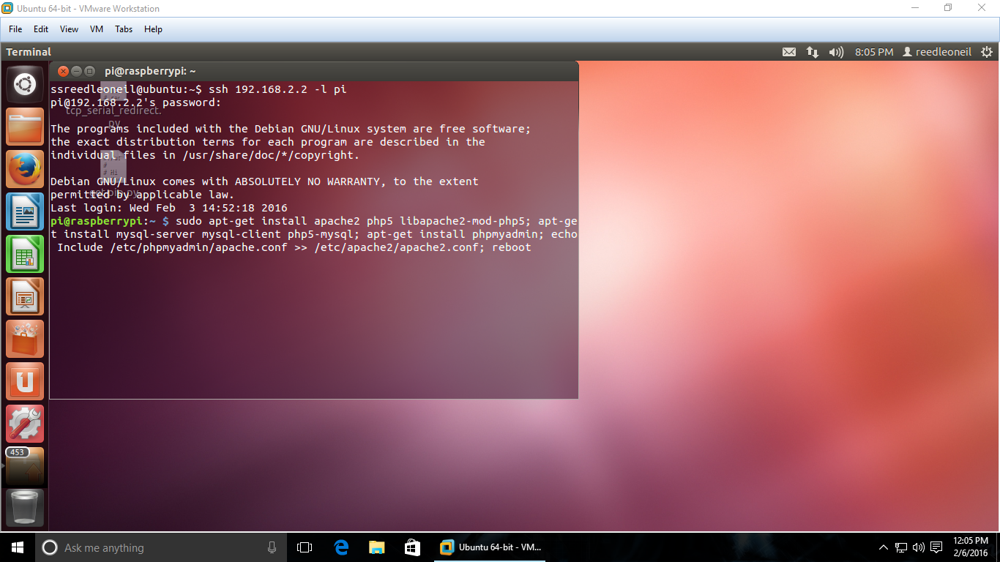 Ubuntu 64-bit - VMware Workstation
File Edit View VM Tabs Help
Terminal 8:05 PM reedleoneil
pi@raspberrypi: ~
ssreedleoneil@ubuntu:~$ ssh 192.168.2.2 -l pi
pi@192.168.2.2's password:
tcp_serial_redirect.
py
The programs included with the Debian GNU/Linux system are free software;
the exact distribution terms for each program are described in the
individual files in /usr/share/doc/*/copyright.
Debian GNU/Linux comes with ABSOLUTELY NO WARRANTY, to the extent
permitted by applicable law.
Last login: Wed Feb  3 14:52:18 2016
pi@raspberrypi:~ $ sudo apt-get install apache2 php5 libapache2-mod-php5; apt-ge
t install mysql-server mysql-client php5-mysql; apt-get install phpmyadmin; echo
 Include /etc/phpmyadmin/apache.conf >> /etc/apache2/apache2.conf; reboot
453
Ask me anything
Ubuntu 64-bit - VM...
12:05 PM
2/6/2016